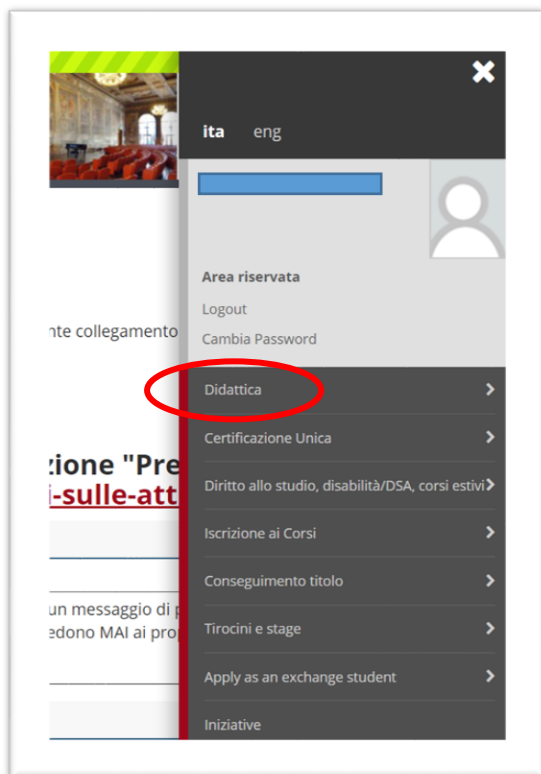 ita eng
Area riservata
Logout
nte collegamento
Cambia Password
Didattica
Certificazione Unica
zione "Pre
i-sulle-att
Diritto allo studio, disabilità/DSA, corsi estivi
Iscrizione ai Corsi
Conseguimento titolo
un messaggio di p
edono MAI ai prop
Tirocini e stage
Apply as an exchange student
Iniziative